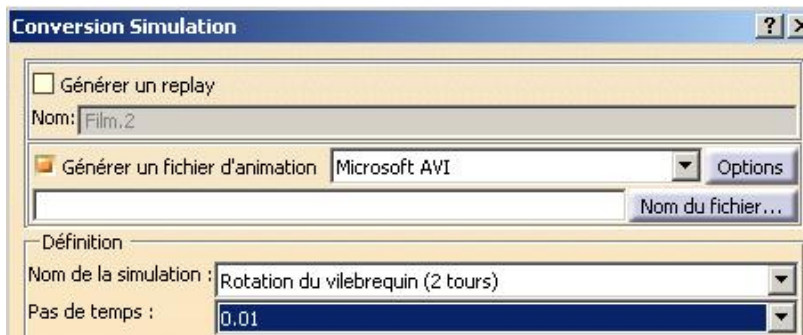 Conversion Simulation
Générer un replay
Nom: Film.2
Générer un fichier d'animation Microsoft AVI Options
Nom du fichier...
Définition
Nom de la simulation : Rotation du vilebrequin (2 tours)
Pas de temps : 0.01